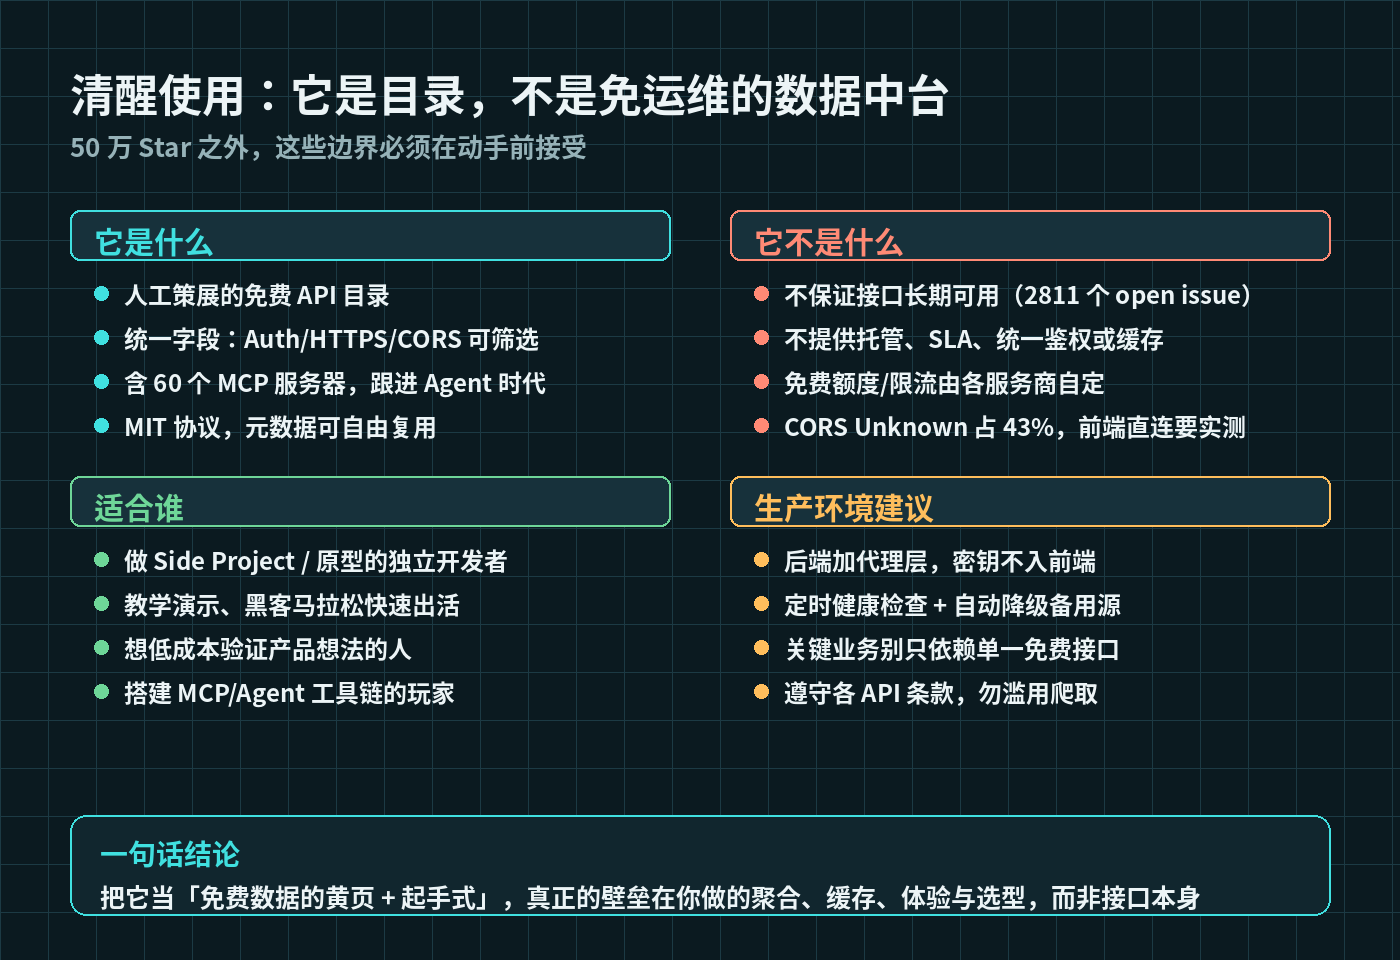 清醒使用：它是目录，不是免运维的数据中台
50 万 Star 之外，这些边界必须在动手前接受
它是什么
人工策展的免费 API 目录
统一字段：Auth/HTTPS/CORS 可筛选
含 60 个 MCP 服务器，跟进 Agent 时代
MIT 协议，元数据可自由复用
它不是什么
不保证接口长期可用（2811 个 open issue）
不提供托管、SLA、统一鉴权或缓存
免费额度/限流由各服务商自定
CORS Unknown 占 43%，前端直连要实测
适合谁
做 Side Project / 原型的独立开发者
教学演示、黑客马拉松快速出活
想低成本验证产品想法的人
搭建 MCP/Agent 工具链的玩家
生产环境建议
后端加代理层，密钥不入前端
定时健康检查 + 自动降级备用源
关键业务别只依赖单一免费接口
遵守各 API 条款，勿滥用爬取
一句话结论
把它当「免费数据的黄页 + 起手式」，真正的壁垒在你做的聚合、缓存、体验与选型，而非接口本身